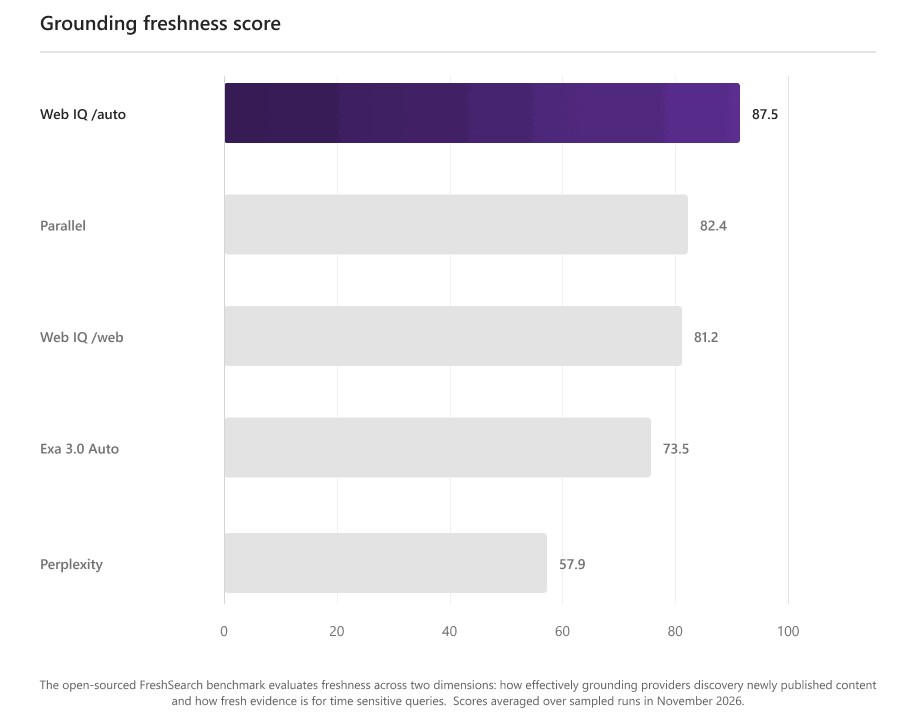 Grounding freshness score
Web IQ /auto
87.5
Parallel
82.4
Web IQ /web
81.2
Exa 3.0 Auto
73.5
Perplexity
57.9
0 20 40 60 80 100
The open-sourced FreshSearch benchmark evaluates freshness across two dimensions: how effectively grounding providers discovery newly published content
and how fresh evidence is for time sensitive queries.  Scores averaged over sampled runs in November 2026.